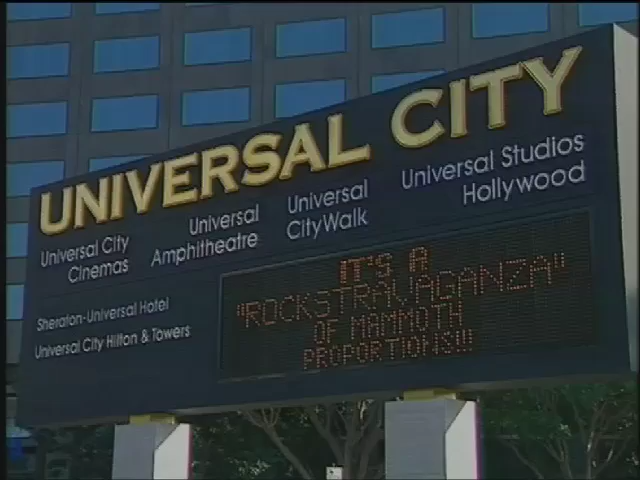 UNIVERSAL CITY
Universal City
Cinemas
Universal
Amphitheatre
Universal
CityWalk
Universal Studios
Hollywood
Sheraton-Universal Hotel
Universal City Hilton & Towers
IT'S A
"ROCKSTRAVAGANZA"
OF MAMMOTH
PROPORTIONS!!!